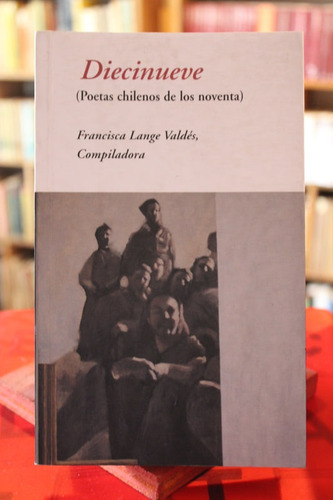 Diecinueve
(Poetas chilenos de los noventa)
Francisca Lange Valdés,
Compiladora